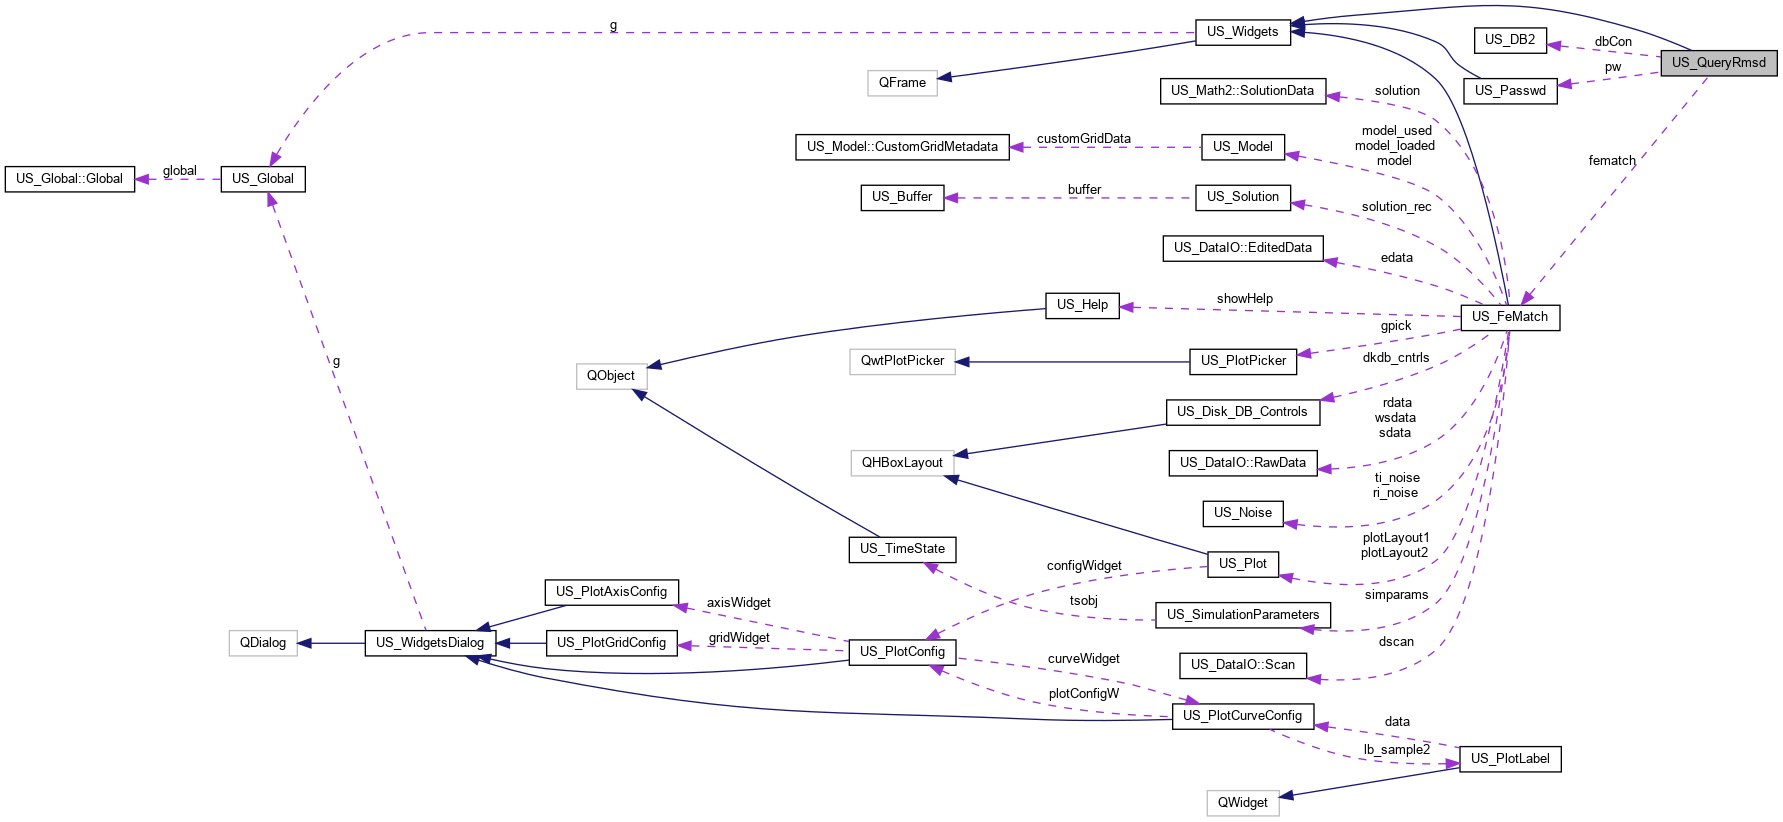 g
US_Widgets
US_DB2
dbCon
US_QueryRmsd
pw
QFrame
US_Math2::SolutionData
solution
US_Passwd
model_used
model_loaded
model
customGridData
US_Model::CustomGridMetadata
US_Model
fematch
US_Global::Global
global
US_Global
US_Buffer
buffer
US_Solution
solution_rec
US_DataIO::EditedData
edata
US_Help
showHelp
US_FeMatch
gpick
g
QObject
QwtPlotPicker
US_PlotPicker
dkdb_cntrls
US_Disk_DB_Controls
rdata
wsdata
sdata
QHBoxLayout
US_DataIO::RawData
ti_noise
ri_noise
US_Noise
plotLayout1
plotLayout2
US_TimeState
configWidget
US_Plot
US_PlotAxisConfig
axisWidget
tsobj
simparams
US_SimulationParameters
QDialog
US_WidgetsDialog
US_PlotGridConfig
gridWidget
US_PlotConfig
curveWidget
dscan
US_DataIO::Scan
plotConfigW
US_PlotCurveConfig
data
lb_sample2
US_PlotLabel
QWidget